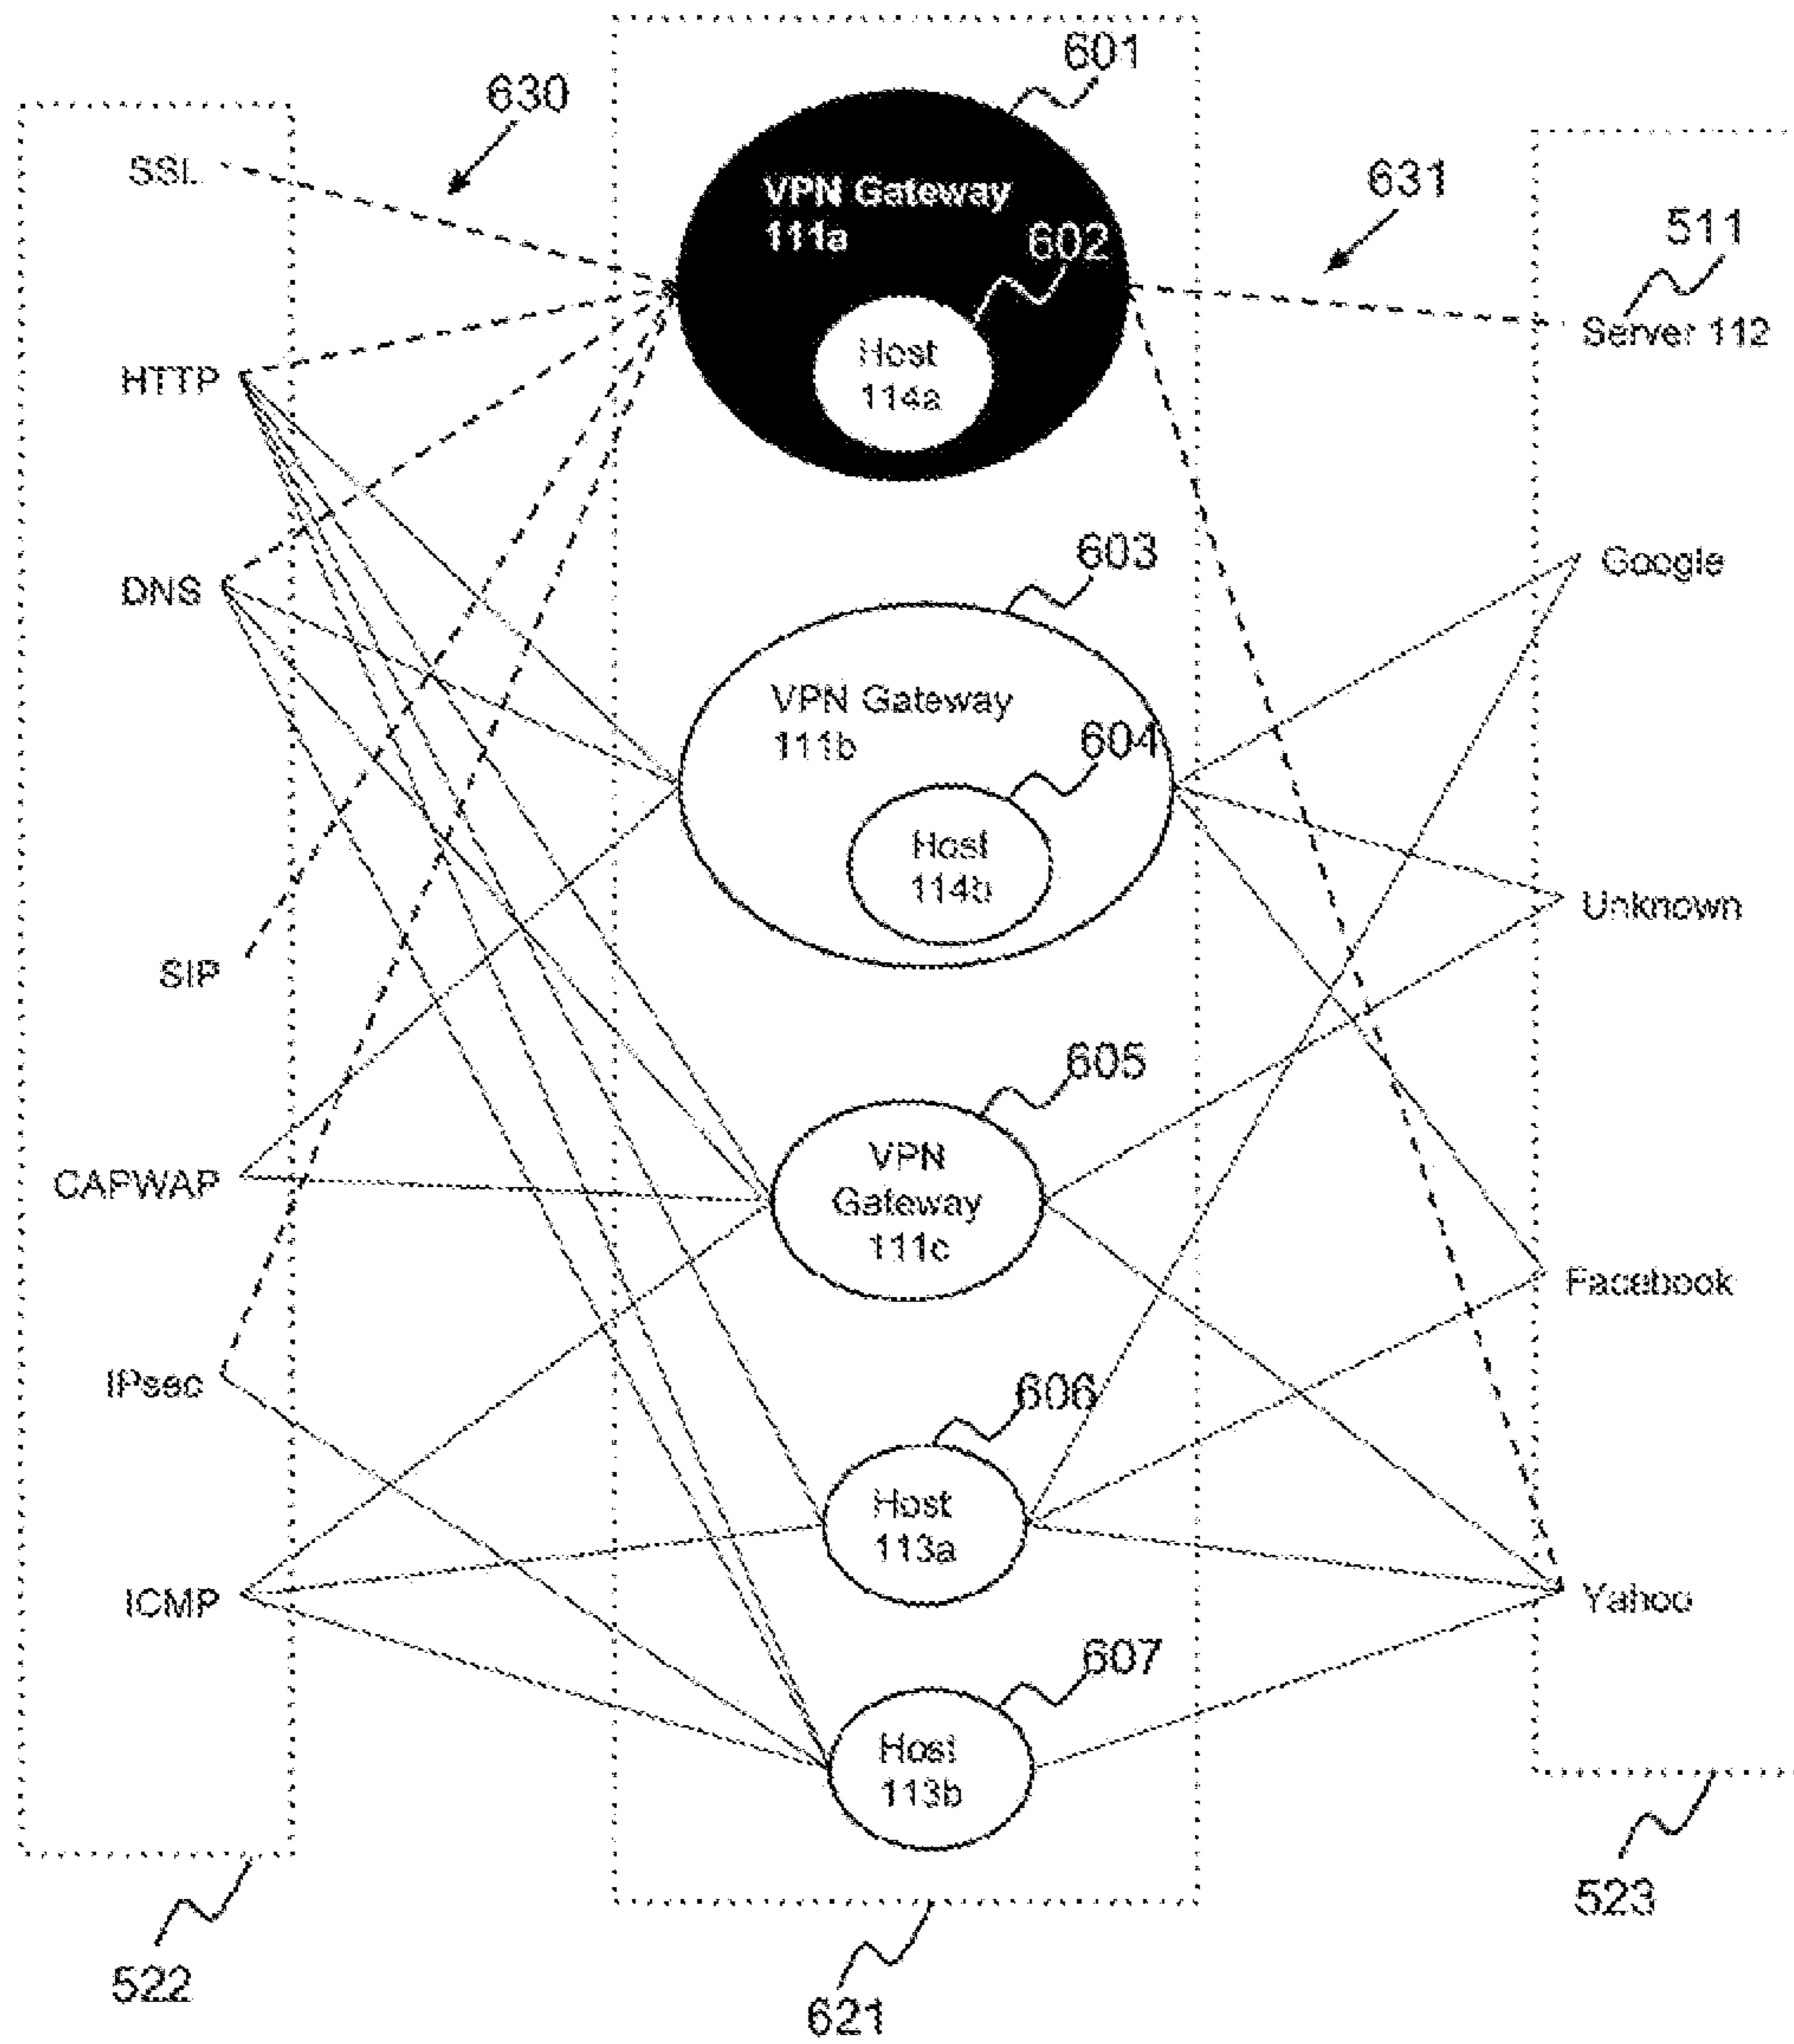 601
630
SSL
VPN Gateway
111a
602
631
511
Host
114a
Server 112
HTTP
603
Google
DNS
VPN Gateway
111b
604
Host
114b
Unknown
SIP
605
VPN
Gateway
111c
CAPWAP
Facebook
606
IPsec
Host
113a
ICMP
Yahoo
607
Host
113b
523
522
621